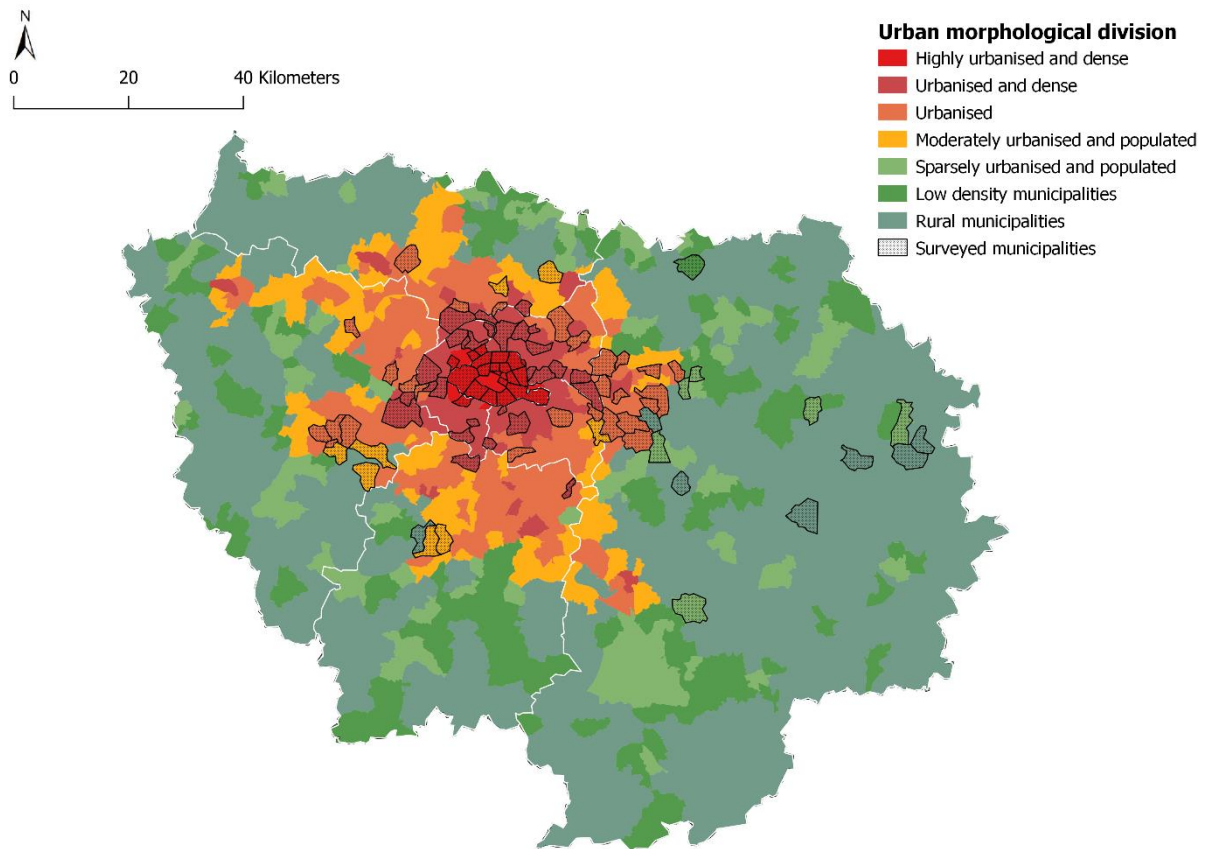 N
0 20 40 Kilometers
Urban morphological division
Highly urbanised and dense
Urbanised and dense
Urbanised
Moderately urbanised and populated
Sparsely urbanised and populated
Low density municipalities
Rural municipalities
Surveyed municipalities